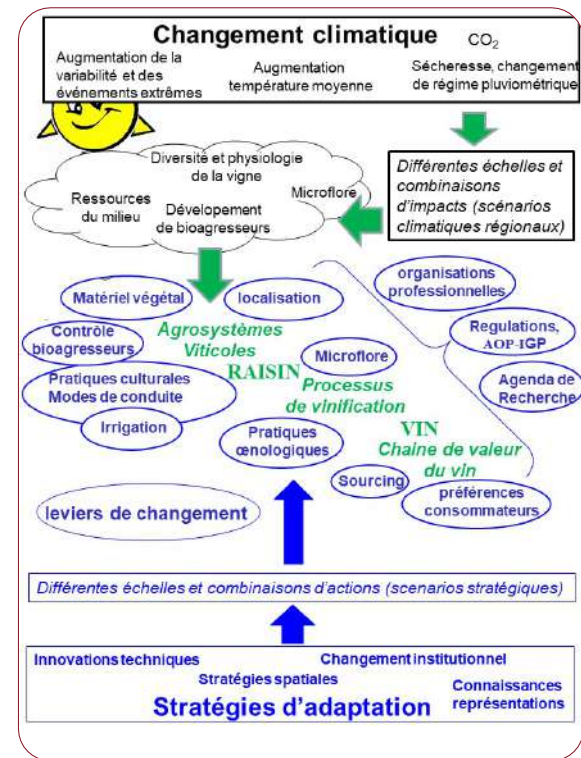 Changement climatique
CO₂
Augmentation de la
variabilité et des
événements extrêmes
Augmentation
température moyenne
Sécheresse, changement
de régime pluviométrique
Différentes échelles et
combinaisons
d'impacts (scénarios
climatiques régionaux)
Diversité et physiologie
de la vigne
Microflore
Ressources
du milieu
Dévelopement
de bioagresseurs
organisations
professionnelles
Matériel végétal
localisation
Regulations,
AOP-IGP
Contrôle
bioagresseurs
Agrosystèmes
Viticoles
RAISIN
Microflore
Agenda de
Recherche
Pratiques culturales
Modes de conduite
Processus
de vinification
Irrigation
Pratiques
œnologiques
VIN
Chaine de valeur
du vin
Sourcing
préférences
consommateurs
leviers de changement
Différentes échelles et combinaisons d'actions (scenarios stratégiques)
Innovations techniques
Changement institutionnel
Stratégies spatiales
Connaissances
représentations
Stratégies d'adaptation